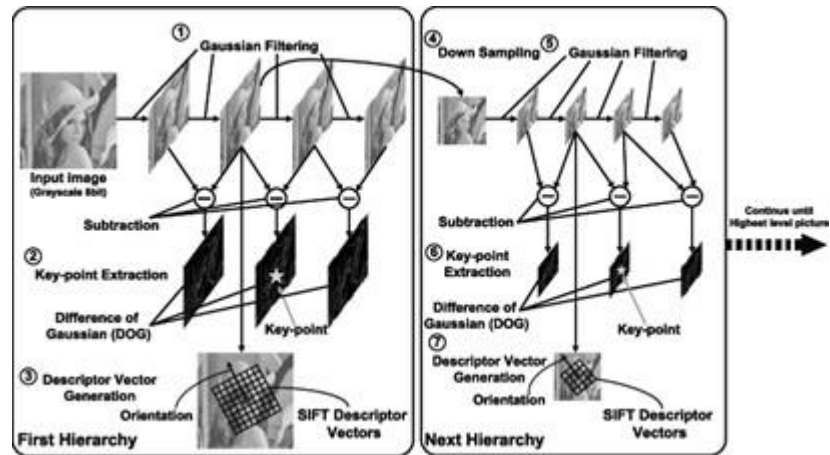 ① Gaussian Filtering
Input image
(Grayscale 8bit)
Subtraction
② Key-point Extraction
Difference of
Gaussian (DOG)
Key-point
③ Descriptor Vector
Generation
Orientation
SIFT Descriptor
Vectors
First Hierarchy
④ Down Sampling
⑤ Gaussian Filtering
Subtraction
⑥ Key-point
Extraction
Difference of
Gaussian (DOG)
Key-point
⑦
Descriptor Vector
Generation
Orientation
SIFT Descriptor
Vectors
Next Hierarchy
Continue until
Highest level picture